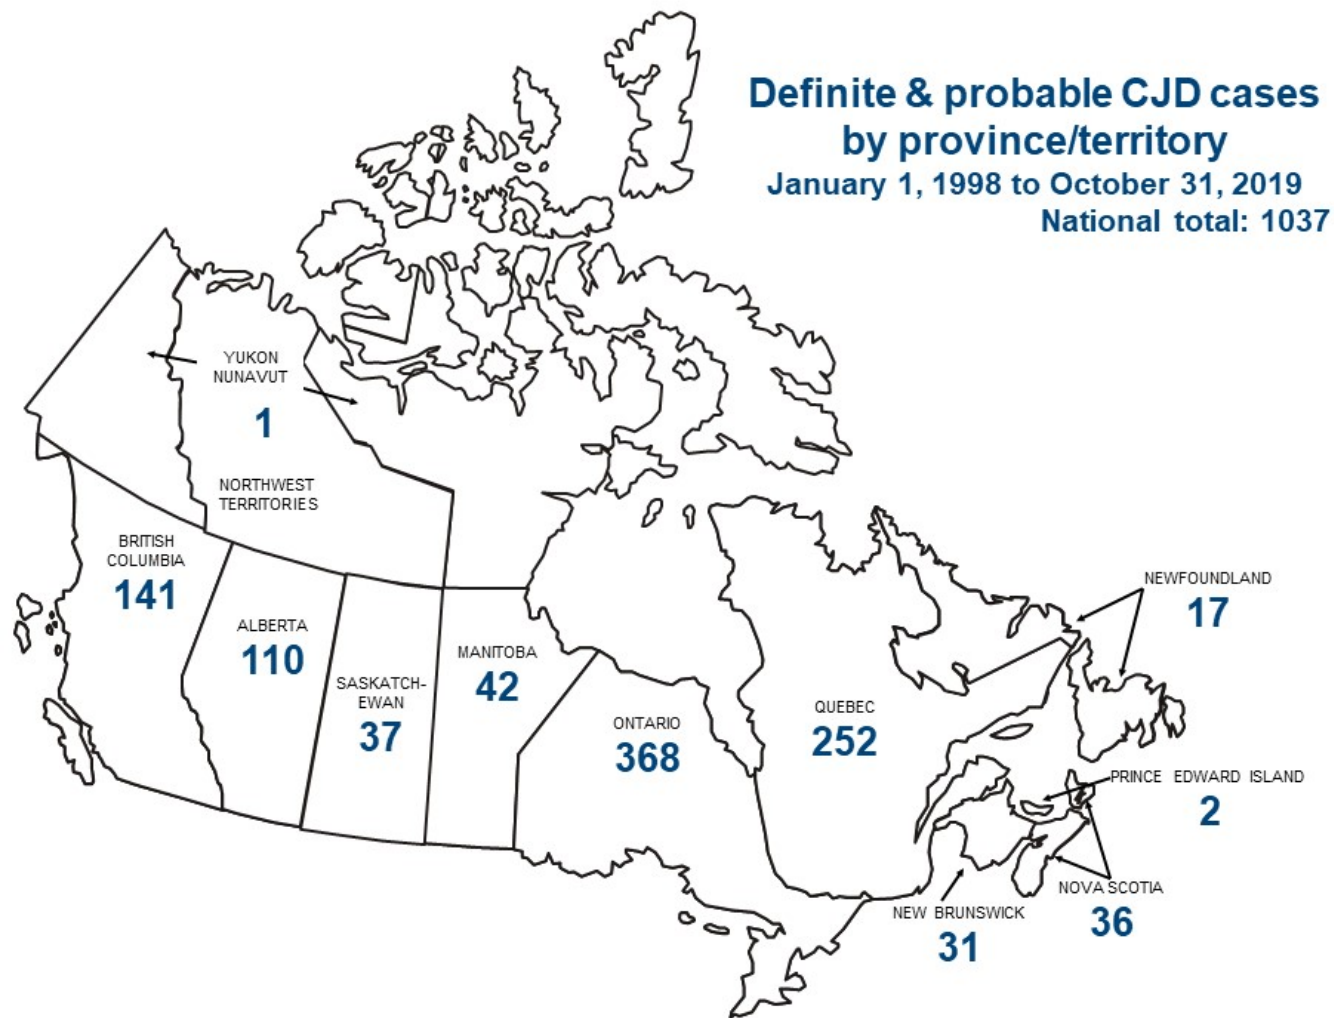 Definite & probable CJD cases
by province/territory
January 1, 1998 to October 31, 2019
National total: 1037
YUKON
NUNAVUT
1
NORTHWEST
TERRITORIES
BRITISH
COLUMBIA
141
ALBERTA
110
SASKATCH-
EWAN
37
MANITOBA
42
ONTARIO
368
QUEBEC
252
NEWFOUNDLAND
17
PRINCE EDWARD ISLAND
2
NOVA SCOTIA
36
NEW BRUNSWICK
31